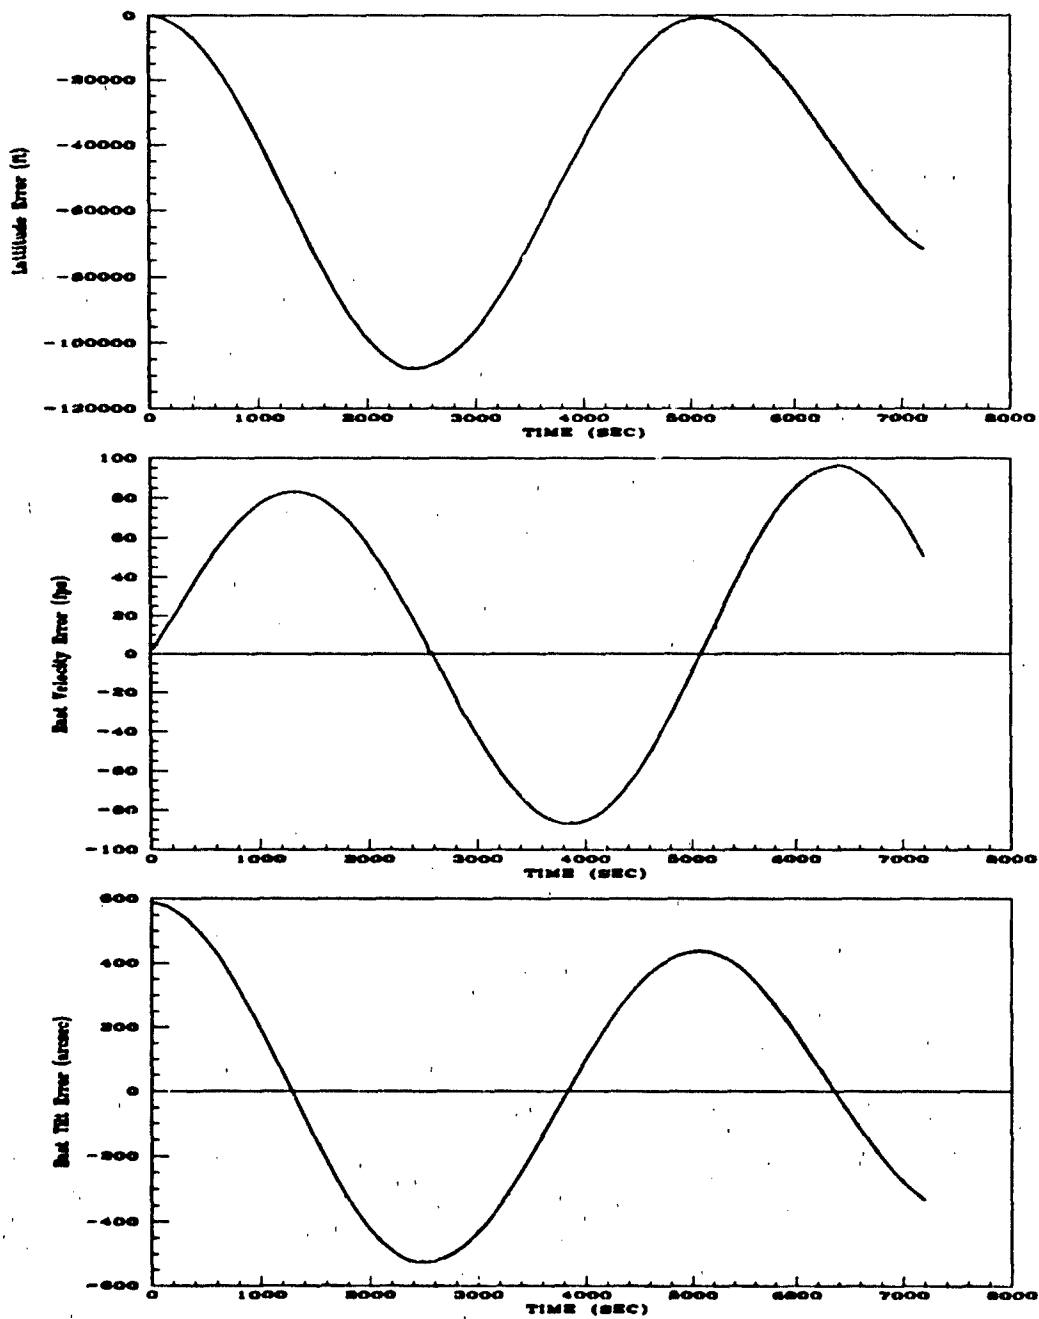 0
-20000
-40000
-60000
-80000
-100000
-120000
Latitude Error (ft)
0 1000 2000 3000 4000 5000 6000 7000 8000
TIME (SEC)
100
80
60
40
20
0
-20
-40
-60
-80
-100
East Velocity Error (fps)
0 1000 2000 3000 4000 5000 6000 7000 8000
TIME (SEC)
600
400
200
0
-200
-400
-600
East Tilt Error (arcsec)
0 1000 2000 3000 4000 5000 6000 7000 8000
TIME (SEC)